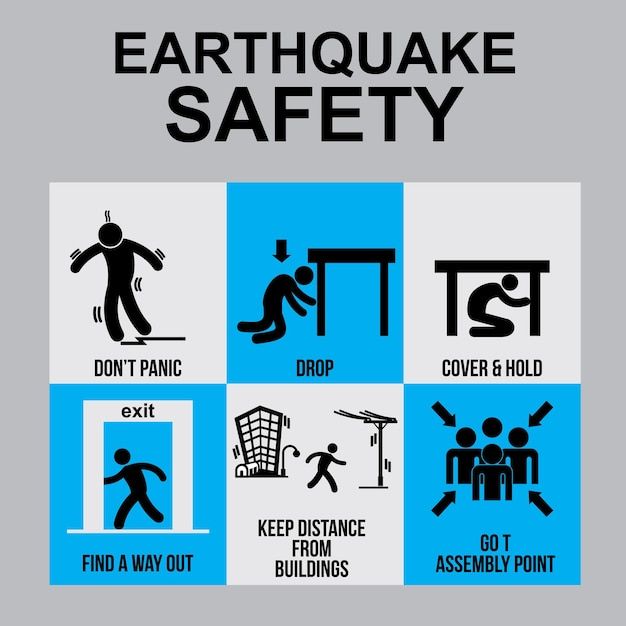 EARTHQUAKE
SAFETY
DON'T PANIC
DROP
COVER & HOLD
exit
FIND A WAY OUT
KEEP DISTANCE
FROM
BUILDINGS
GO T
ASSEMBLY POINT